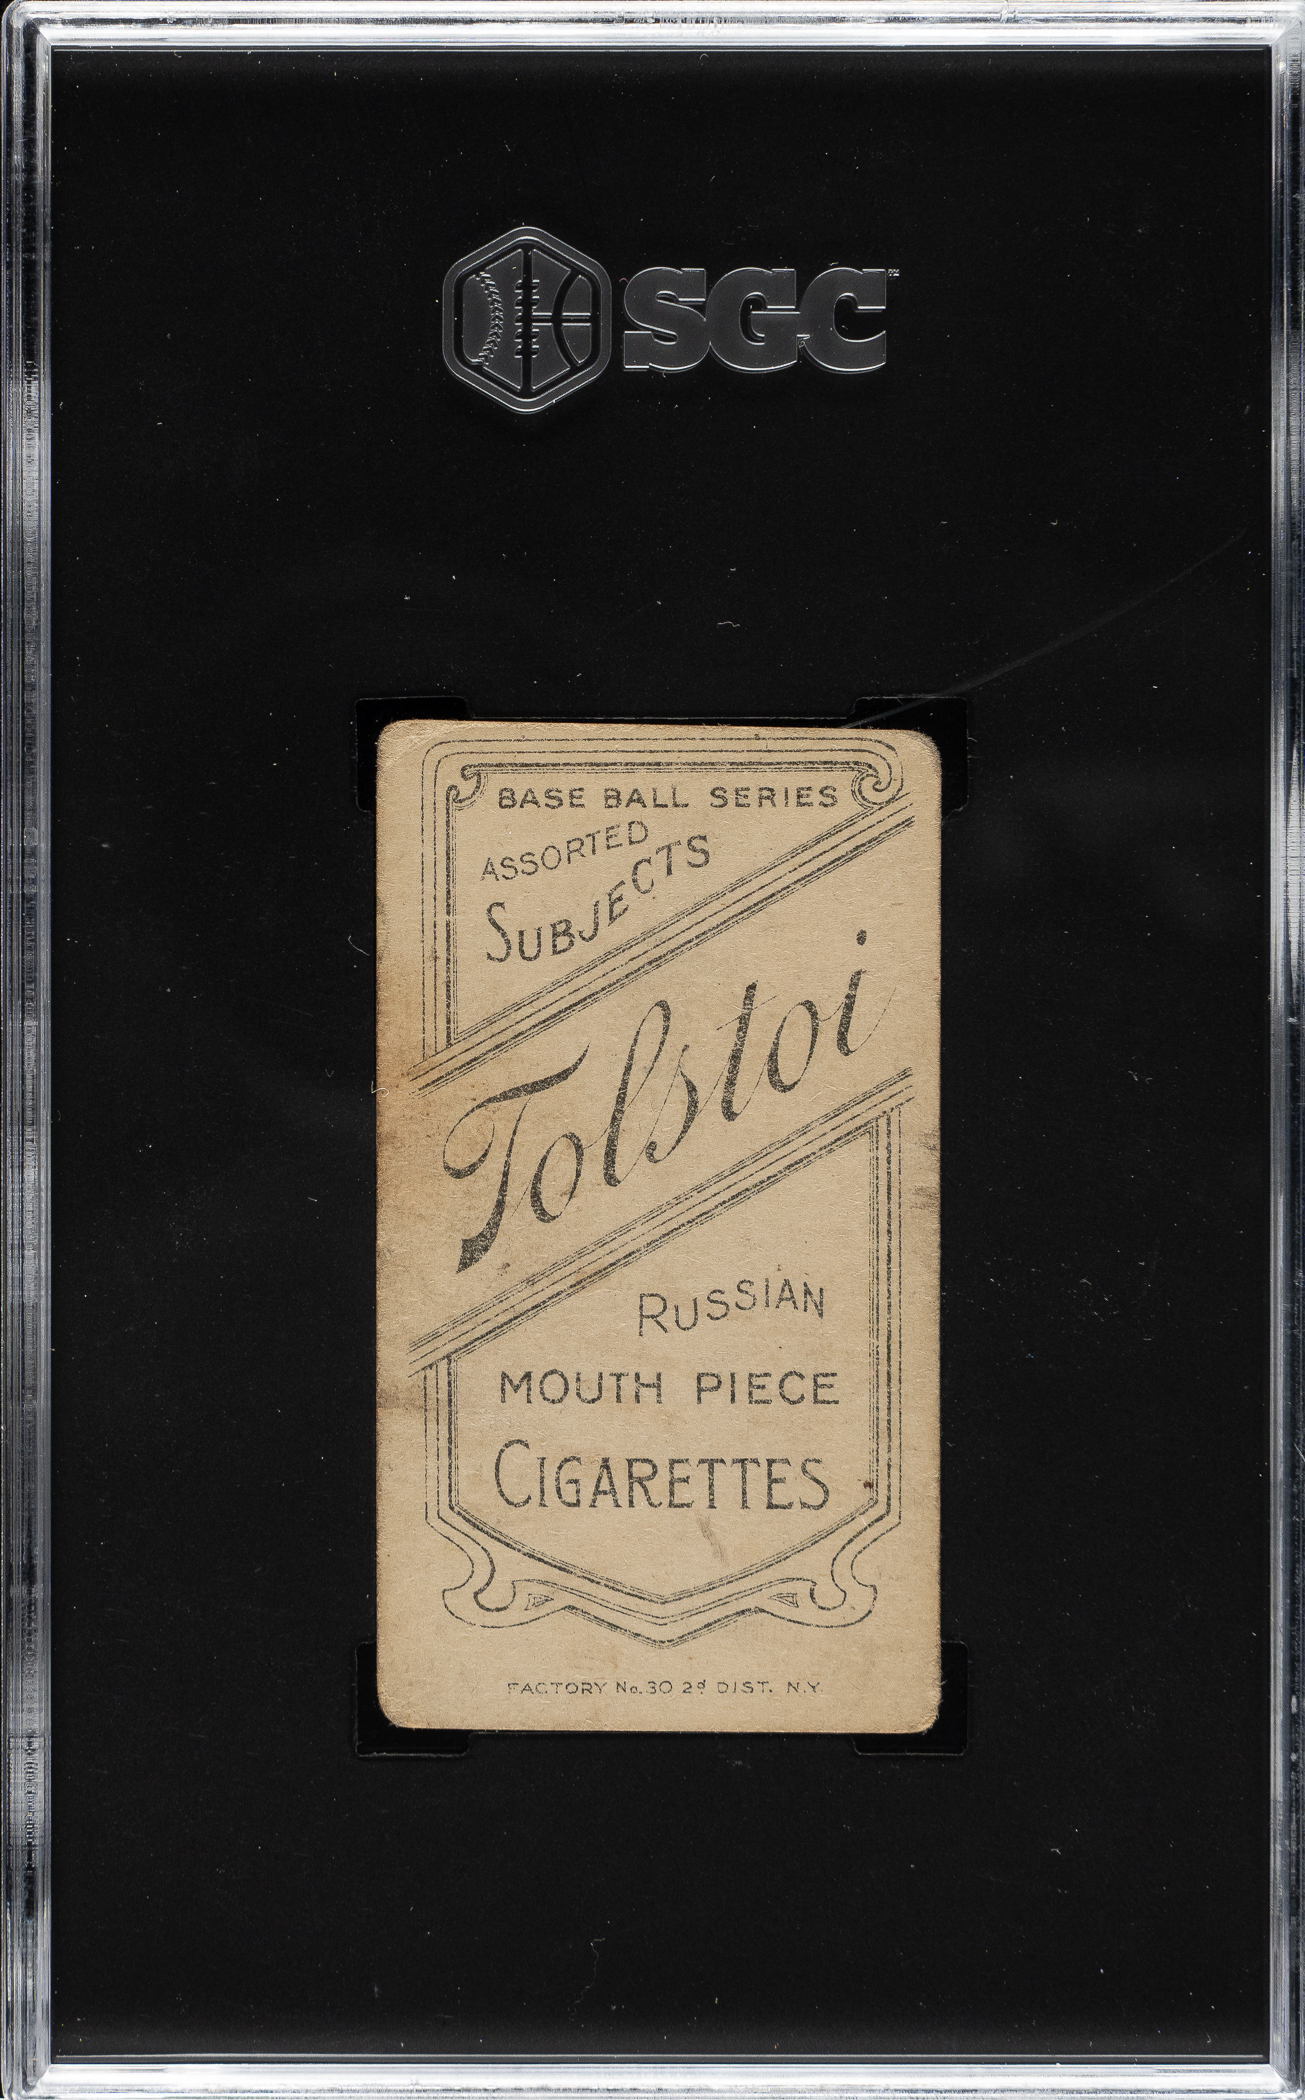 SGC
BASE BALL SERIES
ASSORTED
SUBJECTS
Tolstoi
RUSSIAN
MOUTH PIECE
CIGARETTES
FACTORY No. 30 2d DIST. N.Y.